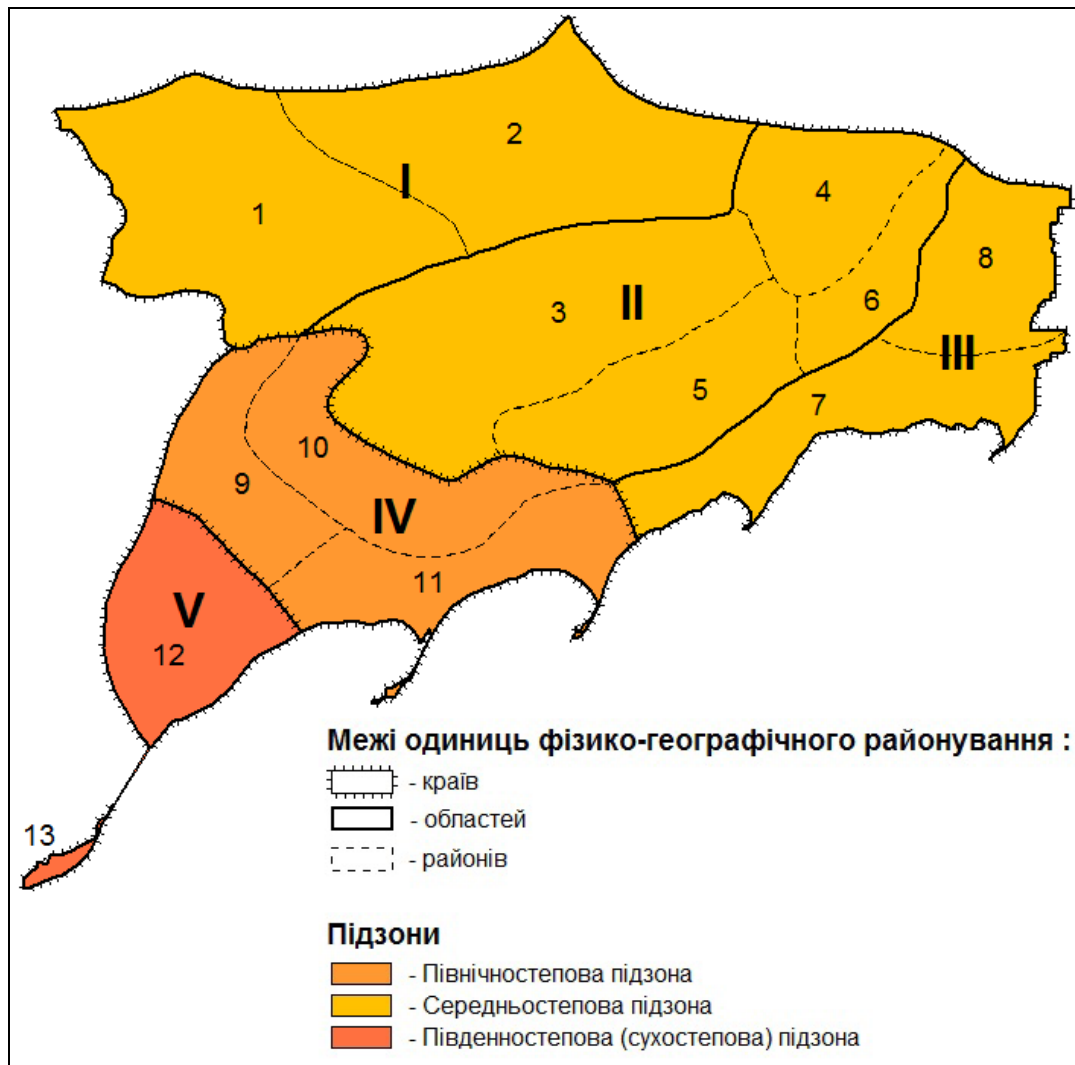 2
4
I
1
8
3
II
6
III
5
7
10
9
IV
11
V
12
Межі одиниць фізико-географічного районування :
- країв
- областей
13
- районів
Підзони
- Північностепова підзона
- Середньостепова підзона
- Південностепова (сухостепова) підзона